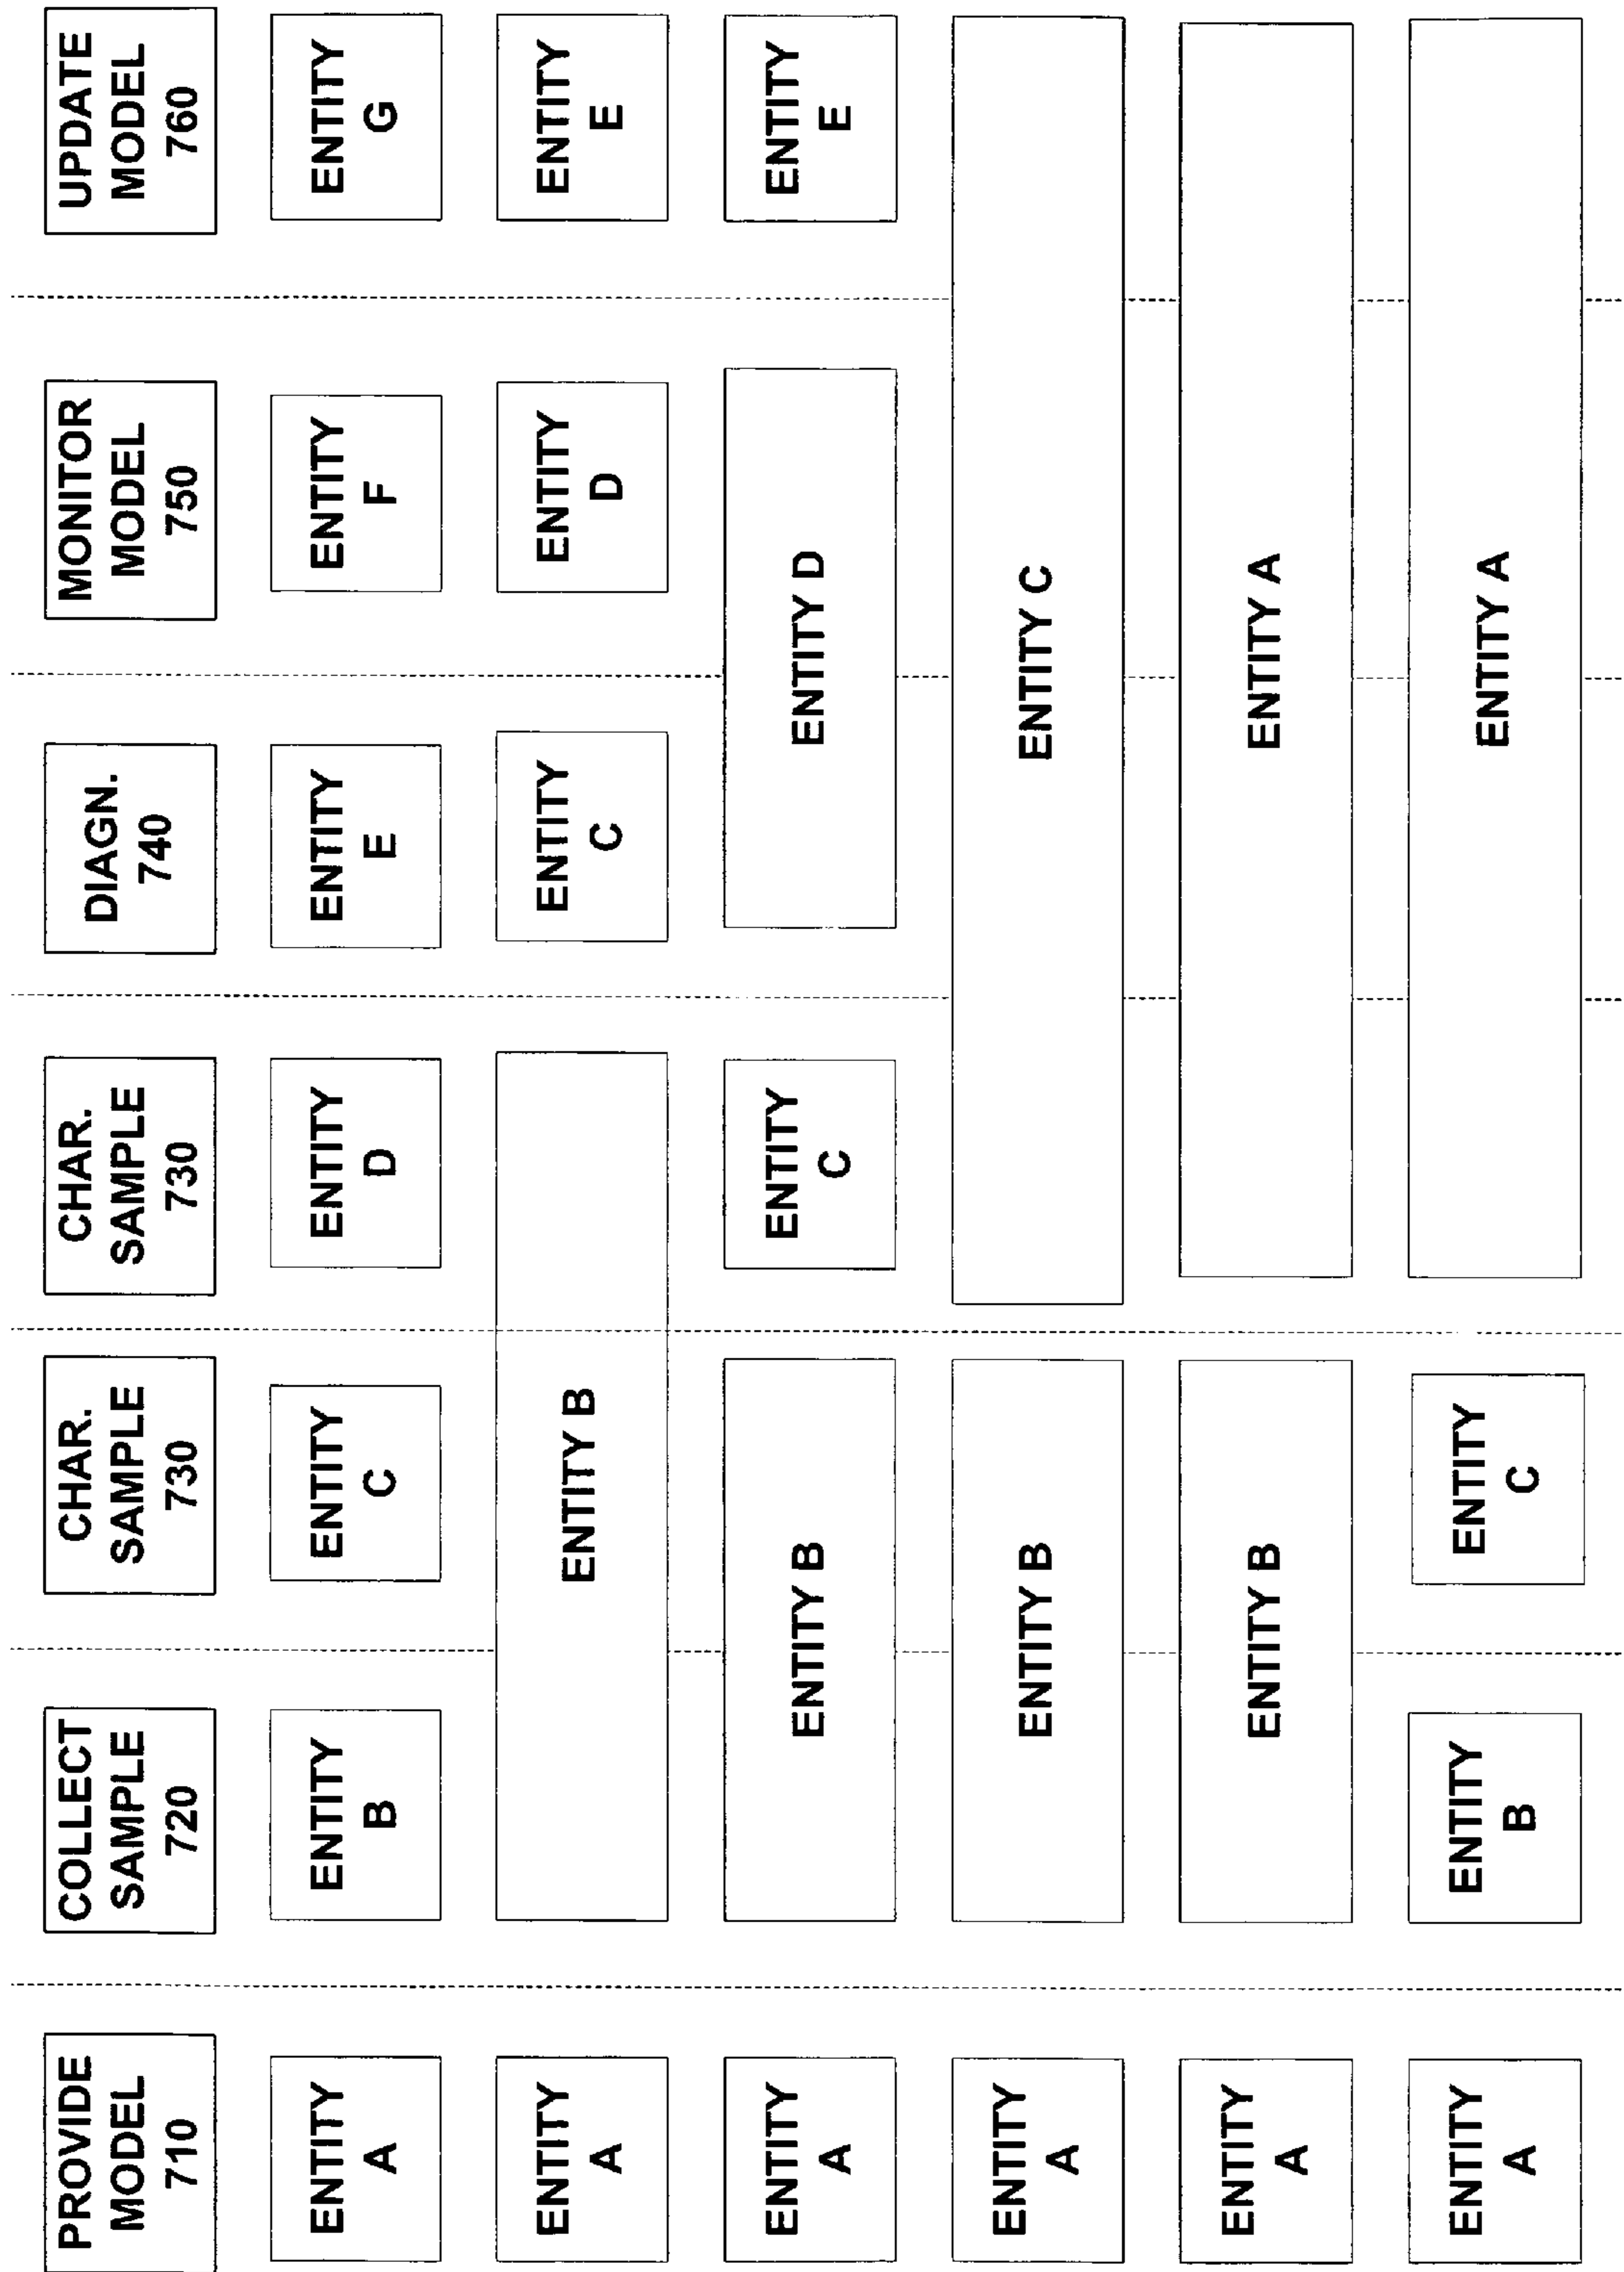 PROVIDE
MODEL
710
COLLECT
SAMPLE
720
CHAR.
SAMPLE
730
CHAR.
SAMPLE
730
DIAGN.
740
MONITOR
MODEL
750
UPDATE
MODEL
760
ENTITY
A
ENTITY
B
ENTITY
C
ENTITY
D
ENTITY
E
ENTITY
F
ENTITY
G
ENTITY
A
ENTITY B
ENTITY
C
ENTITY
D
ENTITY
E
ENTITY
A
ENTITY B
ENTITY
C
ENTITY D
ENTITY
E
ENTITY
A
ENTITY B
ENTITY C
ENTITY
A
ENTITY B
ENTITY A
ENTITY
A
ENTITY
B
ENTITY
C
ENTITY A